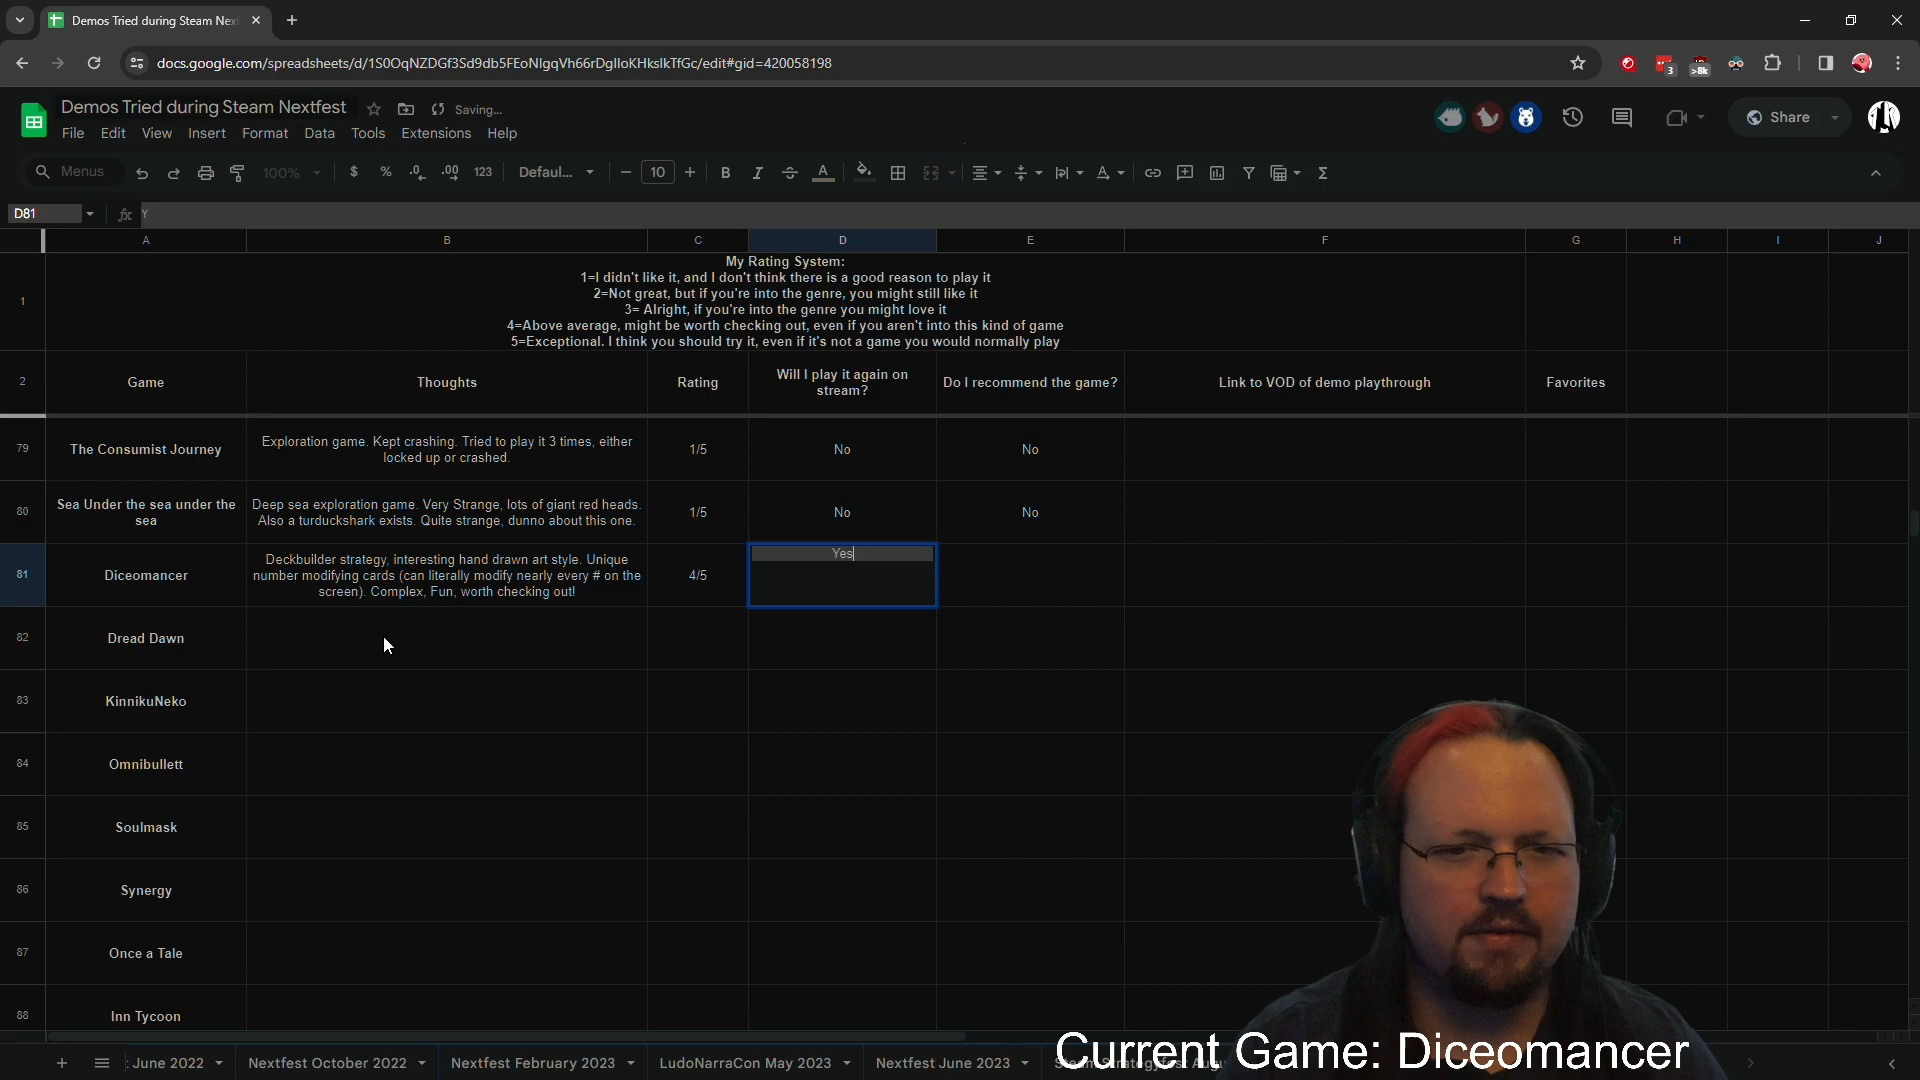 Demos Tried during Steam Nex
docs.google.com/spreadsheets/d/1S0OqNZDGf3Sd9db5FEoNlgqVh66rDgIloKHkslkTfGc/edit#gid=420058198
3
>8k
Demos Tried during Steam Nextfest
Saving...
File Edit View Insert Format Data Tools Extensions Help
Share
Menus
100%
$ % .0 .00 123
Defaul...
10
B I A
D81
fx Y
A B C D E F G H I J
1
My Rating System:
1=I didn't like it, and I don't think there is a good reason to play it
2=Not great, but if you're into the genre, you might still like it
3= Alright, if you're into the genre you might love it
4=Above average, might be worth checking out, even if you aren't into this kind of game
5=Exceptional. I think you should try it, even if it's not a game you would normally play
2
Game
Thoughts
Rating
Will I play it again on
stream?
Do I recommend the game?
Link to VOD of demo playthrough
Favorites
79
The Consumist Journey
Exploration game. Kept crashing. Tried to play it 3 times, either
locked up or crashed.
1/5
No
No
80
Sea Under the sea under the
sea
Deep sea exploration game. Very Strange, lots of giant red heads.
Also a turduckshark exists. Quite strange, dunno about this one.
1/5
No
No
81
Diceomancer
Deckbuilder strategy, interesting hand drawn art style. Unique
number modifying cards (can literally modify nearly every # on the
screen). Complex, Fun, worth checking out!
4/5
Yes
82
Dread Dawn
83
KinnikuNeko
84
Omnibullett
85
Soulmask
86
Synergy
87
Once a Tale
88
Inn Tycoon
Current Game: Diceomancer
: June 2022
Nextfest October 2022
Nextfest February 2023
LudoNarraCon May 2023
Nextfest June 2023